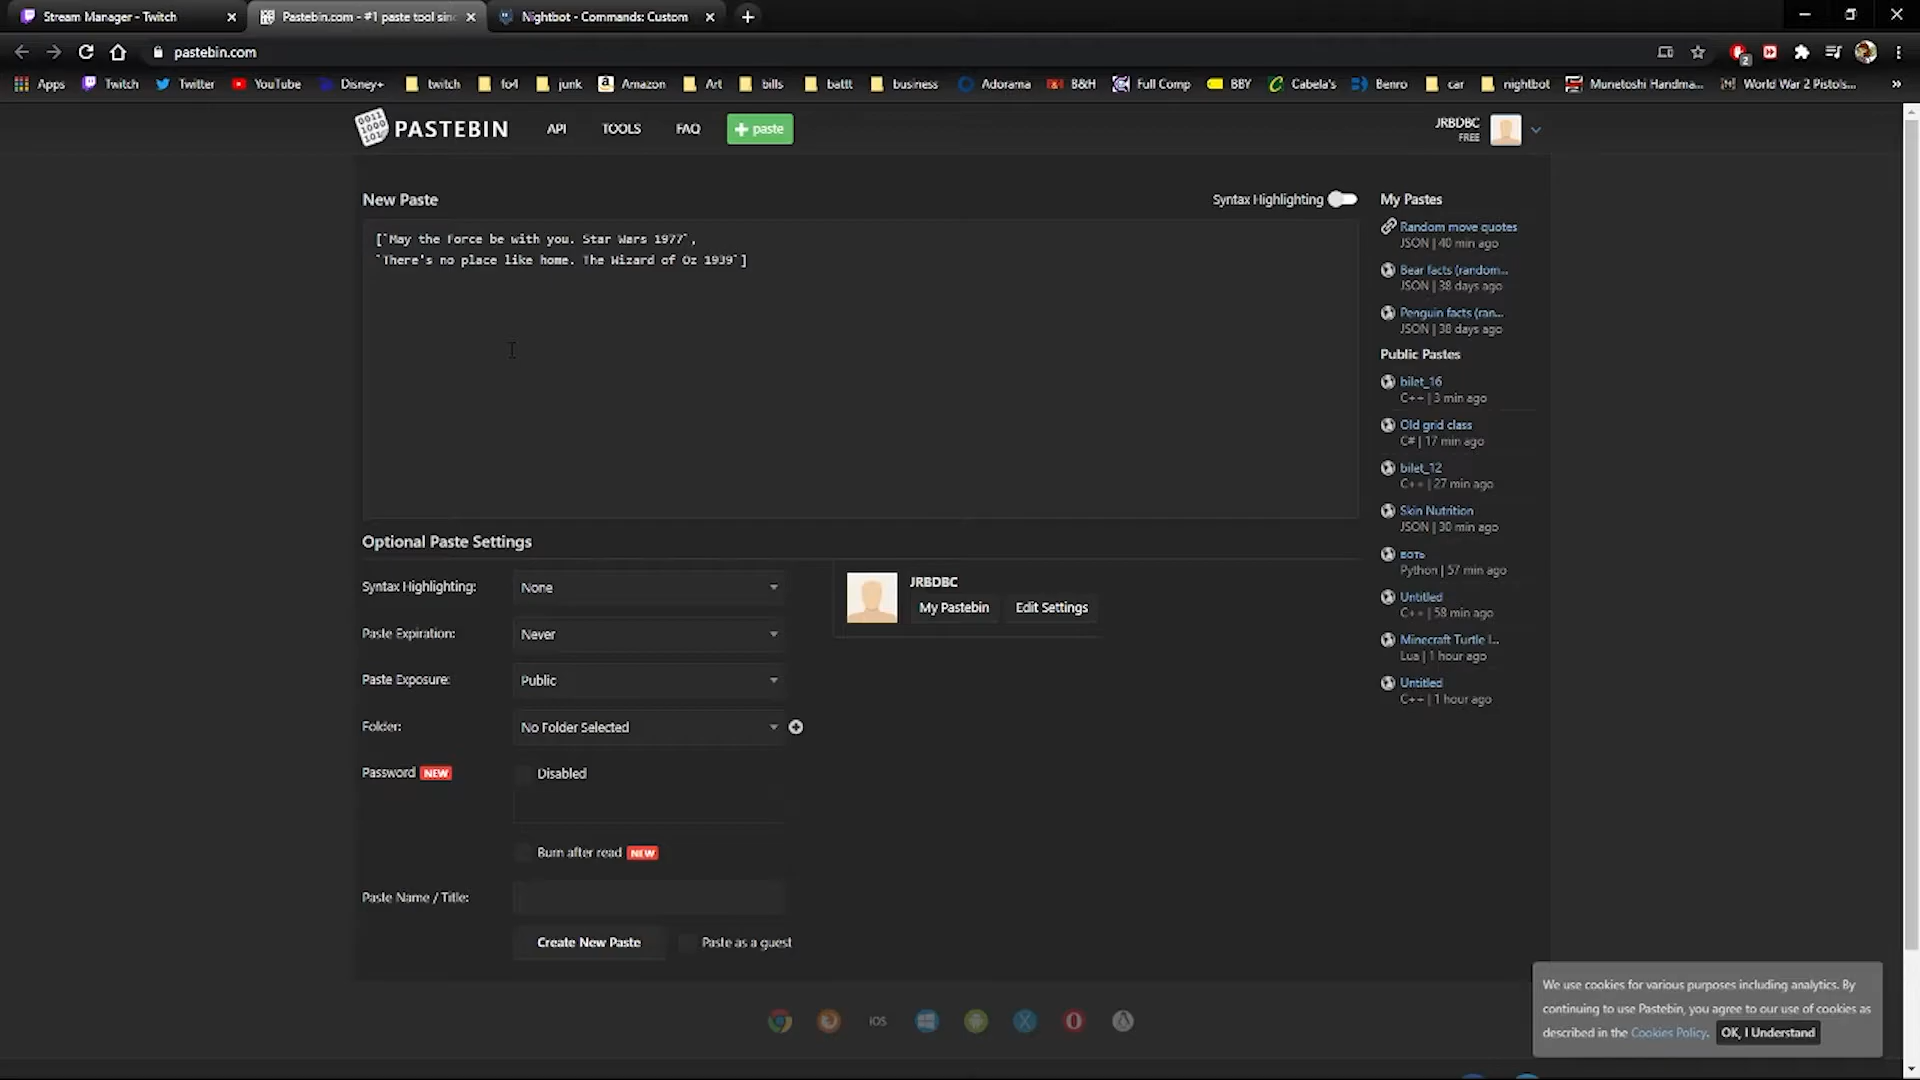 Stream Manager - Twitch
Pastebin.com - #1 paste tool sinc
Nightbot - Commands: Custom
pastebin.com
2
Apps
Twitch
Twitter
YouTube
Disney+
twitch
fo4
junk
Amazon
Art
bills
battt
business
Adorama
B&H
Full Comp
BBY
Cabela's
Benro
car
nightbot
Munetoshi Handma...
World War 2 Pistols...
»
PASTEBIN
API
TOOLS
FAQ
+ paste
JRBDBC
FREE
New Paste
Syntax Highlighting
[`May the Force be with you. Star Wars 1977`,
`There's no place like home. The Wizard of Oz 1939`]
My Pastes
Random move quotes
JSON | 40 min ago
Bear facts (random...
JSON | 38 days ago
Penguin facts (ran...
JSON | 38 days ago
Public Pastes
bilet_16
C++ | 3 min ago
Old grid class
C# | 17 min ago
bilet_12
C++ | 27 min ago
Skin Nutrition
JSON | 30 min ago
воть
Python | 57 min ago
Untitled
C++ | 58 min ago
Minecraft Turtle I...
Lua | 1 hour ago
Untitled
C++ | 1 hour ago
Optional Paste Settings
Syntax Highlighting:
None
Paste Expiration:
Never
Paste Exposure:
Public
Folder:
No Folder Selected
Password NEW
Disabled
Burn after read NEW
Paste Name / Title:
Create New Paste
Paste as a guest
JRBDBC
My Pastebin
Edit Settings
iOS
We use cookies for various purposes including analytics. By
continuing to use Pastebin, you agree to our use of cookies as
described in the Cookies Policy. OK, I Understand